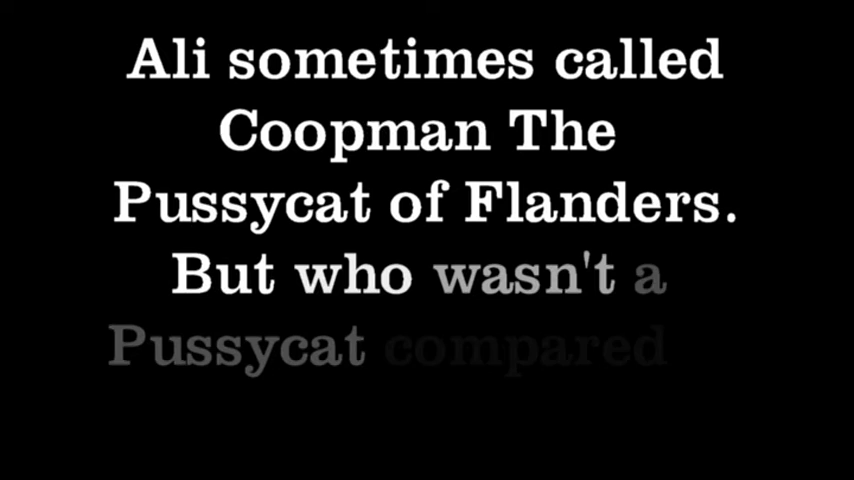 Ali sometimes called
Coopman The
Pussycat of Flanders.
But who wasn't a
Pussycat compared